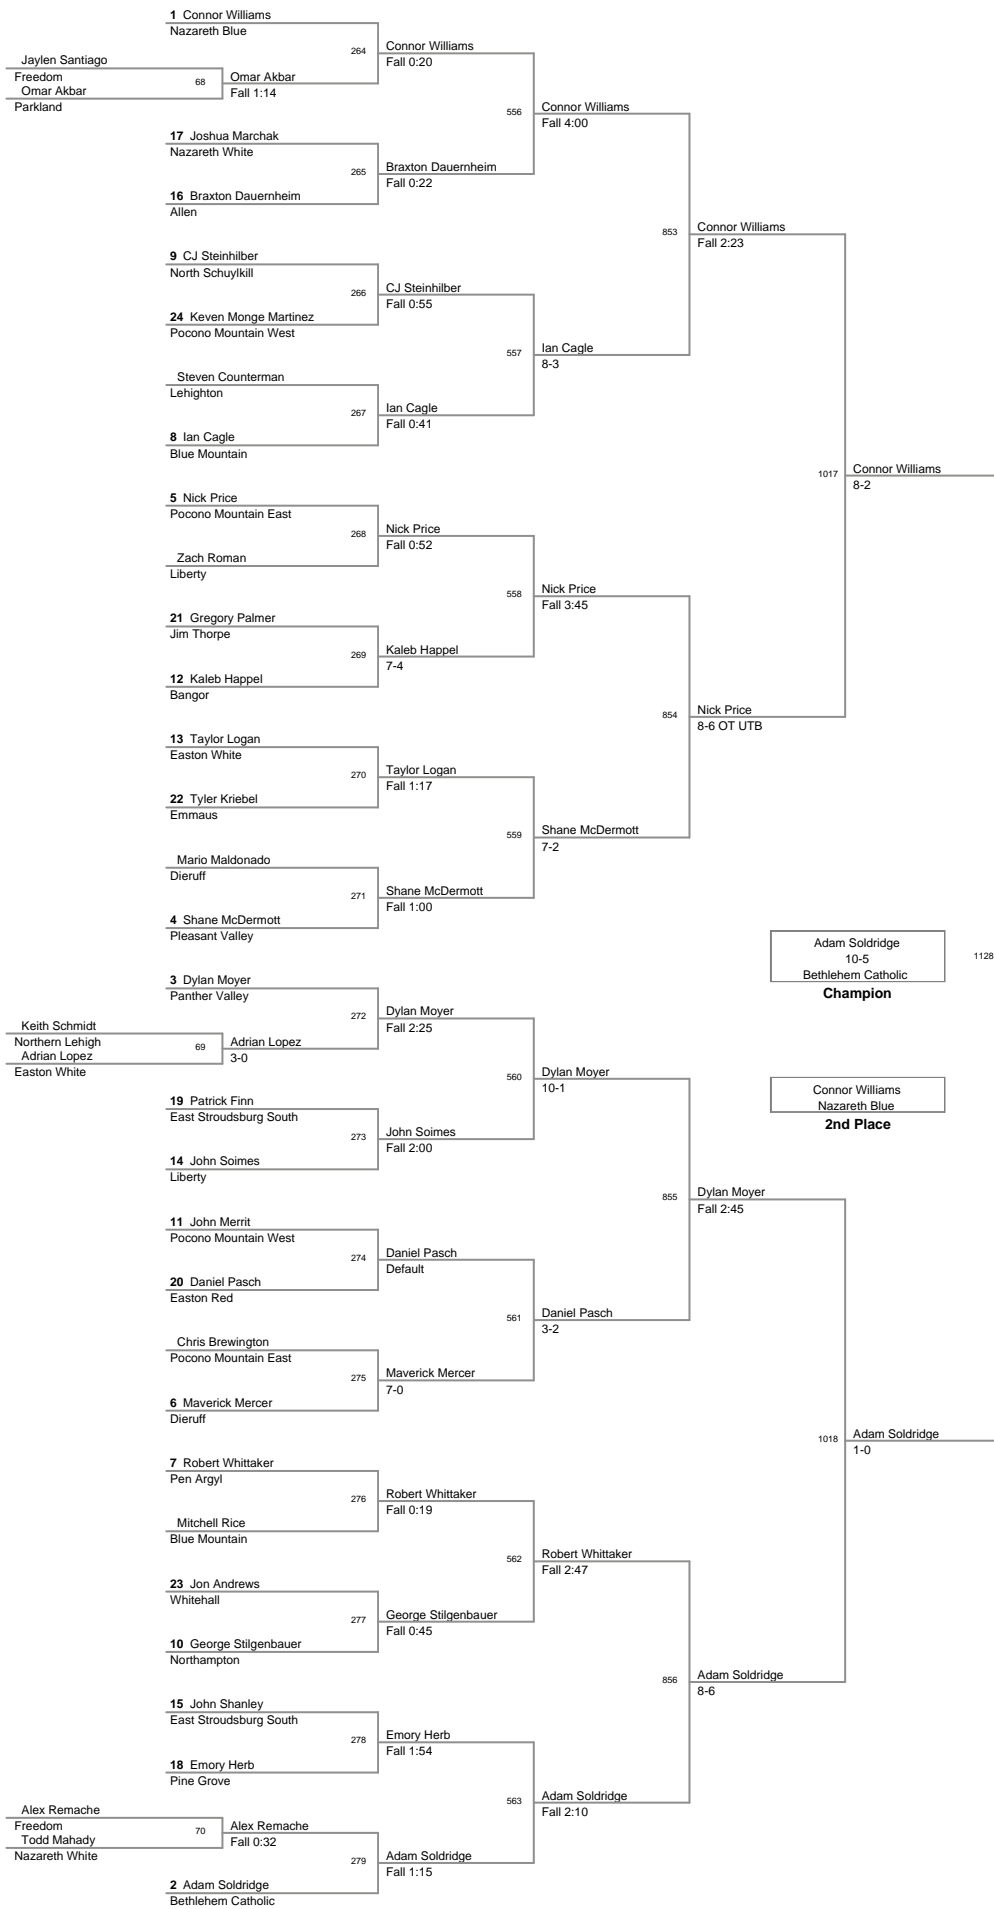 1 Connor Williams
Nazareth Blue
264
Connor Williams
Fall 0:20
Jaylen Santiago
Freedom
68
Omar Akbar
Fall 1:14
Omar Akbar
Parkland
556
Connor Williams
Fall 4:00
17 Joshua Marchak
Nazareth White
265
Braxton Dauernheim
Fall 0:22
16 Braxton Dauernheim
Allen
853
Connor Williams
Fall 2:23
9 CJ Steinhilber
North Schuylkill
266
CJ Steinhilber
Fall 0:55
24 Keven Monge Martinez
Pocono Mountain West
557
Ian Cagle
8-3
Steven Counterman
Lehighton
267
Ian Cagle
Fall 0:41
8 Ian Cagle
Blue Mountain
1017
Connor Williams
8-2
5 Nick Price
Pocono Mountain East
268
Nick Price
Fall 0:52
Zach Roman
Liberty
558
Nick Price
Fall 3:45
21 Gregory Palmer
Jim Thorpe
269
Kaleb Happel
7-4
12 Kaleb Happel
Bangor
854
Nick Price
8-6 OT UTB
13 Taylor Logan
Easton White
270
Taylor Logan
Fall 1:17
22 Tyler Kriebel
Emmaus
559
Shane McDermott
7-2
Mario Maldonado
Dieruff
271
Shane McDermott
Fall 1:00
4 Shane McDermott
Pleasant Valley
Adam Soldridge
10-5
Bethlehem Catholic
1128
Champion
3 Dylan Moyer
Panther Valley
272
Dylan Moyer
Fall 2:25
Keith Schmidt
Northern Lehigh
69
Adrian Lopez
3-0
Adrian Lopez
Easton White
560
Dylan Moyer
10-1
Connor Williams
Nazareth Blue
2nd Place
19 Patrick Finn
East Stroudsburg South
273
John Soimes
Fall 2:00
14 John Soimes
Liberty
855
Dylan Moyer
Fall 2:45
11 John Merrit
Pocono Mountain West
274
Daniel Pasch
Default
20 Daniel Pasch
Easton Red
561
Daniel Pasch
3-2
Chris Brewington
Pocono Mountain East
275
Maverick Mercer
7-0
6 Maverick Mercer
Dieruff
1018
Adam Soldridge
1-0
7 Robert Whittaker
Pen Argyl
276
Robert Whittaker
Fall 0:19
Mitchell Rice
Blue Mountain
562
Robert Whittaker
Fall 2:47
23 Jon Andrews
Whitehall
277
George Stilgenbauer
Fall 0:45
10 George Stilgenbauer
Northampton
856
Adam Soldridge
8-6
15 John Shanley
East Stroudsburg South
278
Emory Herb
Fall 1:54
18 Emory Herb
Pine Grove
563
Adam Soldridge
Fall 2:10
Alex Remache
Freedom
70
Alex Remache
Fall 0:32
Todd Mahady
Nazareth White
279
Adam Soldridge
Fall 1:15
2 Adam Soldridge
Bethlehem Catholic